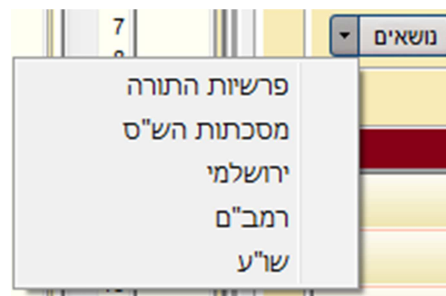 7
נושאים
פרשיות התורה
מסכתות הש"ס
ירושלמי
רמב"ם
שו"ע